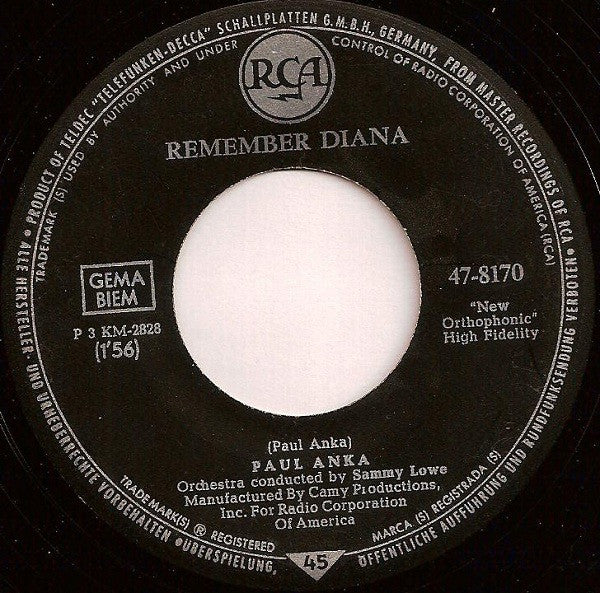 PRODUCT OF TELDEC "TELEFUNKEN-DECCA" SCHALLPLATTEN G.M.B.H., GERMANY, FROM MASTER RECORDINGS OF RCA
TRADEMARK (S) USED BY AUTHORITY AND UNDER CONTROL OF RADIO CORPORATION OF AMERICA (RCA)
RCA
REMEMBER DIANA
GEMA
BIEM
P 3 KM-2828
(1'56)
47-8170
"New
Orthophonic"
High Fidelity
(Paul Anka)
PAUL ANKA
Orchestra conducted by Sammy Lowe
Manufactured By Camy Productions,
Inc. For Radio Corporation
Of America
TRADEMARK(S) ® REGISTERED
MARCA (S) REGISTRADA (S)
45
• ALLE HERSTELLER- UND URHEBERRECHTE VORBEHALTEN • ÜBERSPIELUNG, ÖFFENTLICHE AUFFÜHRUNG UND RUNDFUNKSENDUNG VERBOTEN •